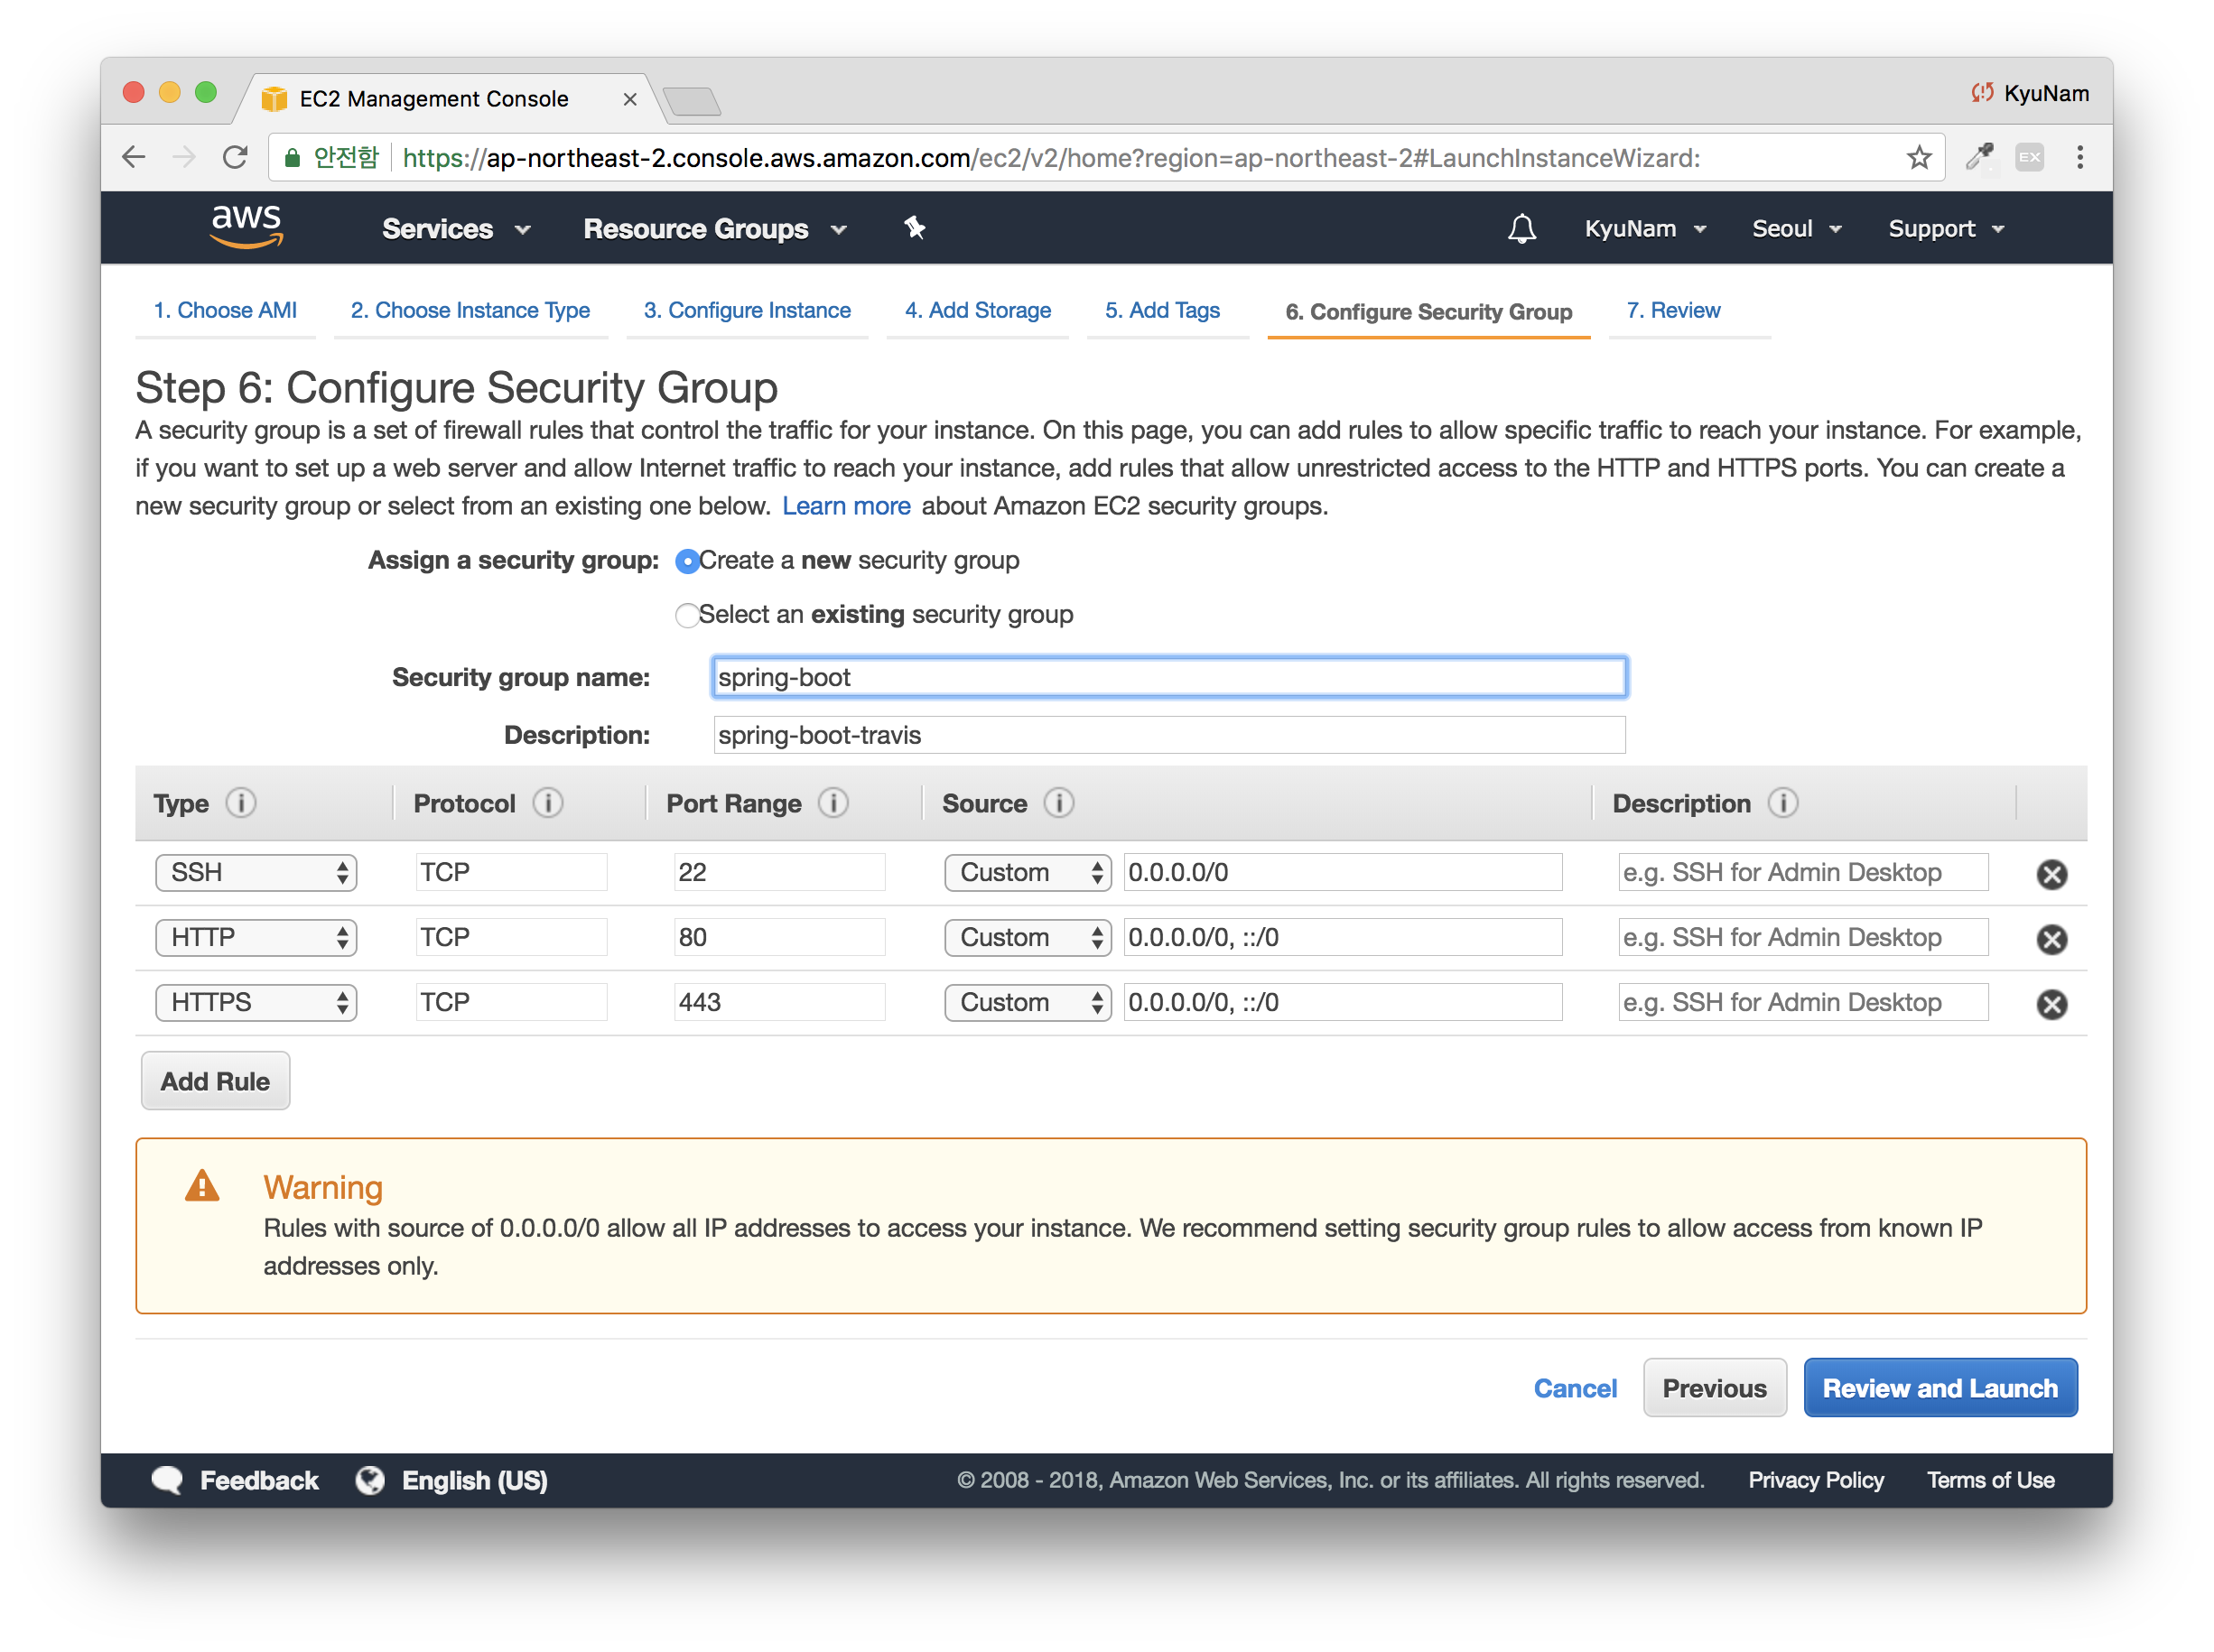 EC2 Management Console
KyuNam
안전함 https://ap-northeast-2.console.aws.amazon.com/ec2/v2/home?region=ap-northeast-2#LaunchInstanceWizard:
EX
aws Services Resource Groups KyuNam Seoul Support
1. Choose AMI 2. Choose Instance Type 3. Configure Instance 4. Add Storage 5. Add Tags 6. Configure Security Group 7. Review
Step 6: Configure Security Group
A security group is a set of firewall rules that control the traffic for your instance. On this page, you can add rules to allow specific traffic to reach your instance. For example,
if you want to set up a web server and allow Internet traffic to reach your instance, add rules that allow unrestricted access to the HTTP and HTTPS ports. You can create a
new security group or select from an existing one below. Learn more about Amazon EC2 security groups.
Assign a security group: Create a new security group
Select an existing security group
Security group name: spring-boot
Description: spring-boot-travis
Type i Protocol i Port Range i Source i Description i
SSH TCP 22 Custom 0.0.0.0/0 e.g. SSH for Admin Desktop
HTTP TCP 80 Custom 0.0.0.0/0, ::/0 e.g. SSH for Admin Desktop
HTTPS TCP 443 Custom 0.0.0.0/0, ::/0 e.g. SSH for Admin Desktop
Add Rule
Warning
Rules with source of 0.0.0.0/0 allow all IP addresses to access your instance. We recommend setting security group rules to allow access from known IP
addresses only.
Cancel Previous Review and Launch
Feedback English (US) © 2008 - 2018, Amazon Web Services, Inc. or its affiliates. All rights reserved. Privacy Policy Terms of Use